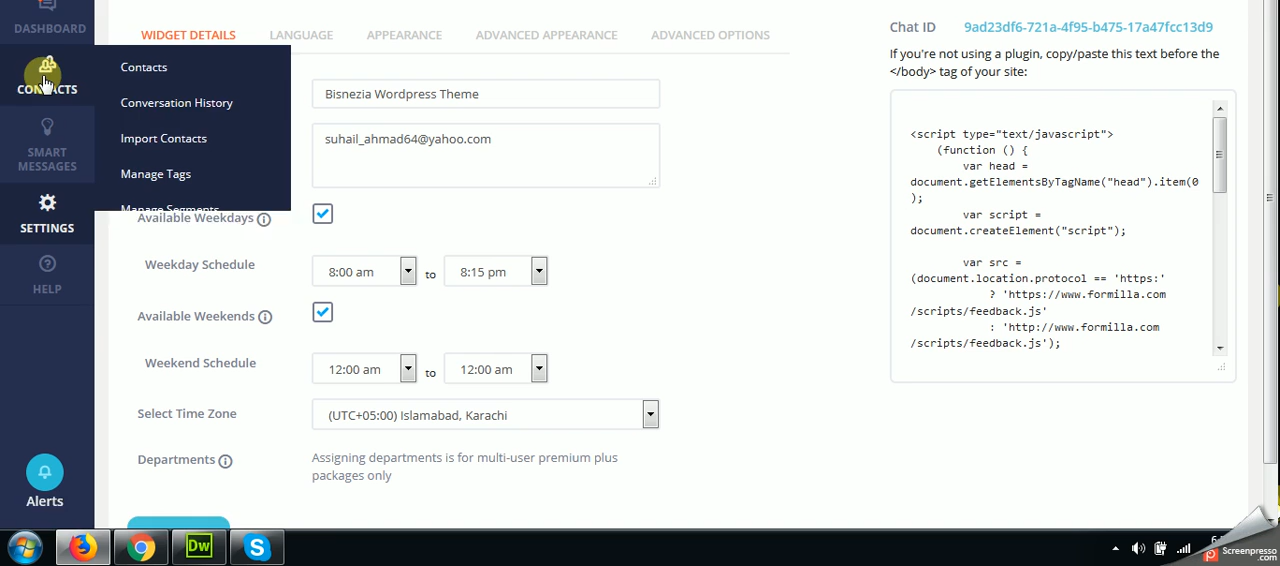 DASHBOARD
CONTACTS
SMART
MESSAGES
SETTINGS
HELP
Alerts
Contacts
Conversation History
Import Contacts
Manage Tags
Manage Segments
WIDGET DETAILS
LANGUAGE
APPEARANCE
ADVANCED APPEARANCE
ADVANCED OPTIONS
Bisnezia Wordpress Theme
suhail_ahmad64@yahoo.com
Available Weekdays
Weekday Schedule
8:00 am
to
8:15 pm
Available Weekends
Weekend Schedule
12:00 am
to
12:00 am
Select Time Zone
(UTC+05:00) Islamabad, Karachi
Departments
Assigning departments is for multi-user premium plus
packages only
Chat ID
9ad23df6-721a-4f95-b475-17a47fcc13d9
If you're not using a plugin, copy/paste this text before the
</body> tag of your site:
<script type="text/javascript">
(function () {
var head =
document.getElementsByTagName("head").item(0
);
var script =
document.createElement("script");
var src =
(document.location.protocol == 'https:'
? 'https://www.formilla.com
/scripts/feedback.js'
: 'http://www.formilla.com
/scripts/feedback.js');
Dw
Screenpresso
.com